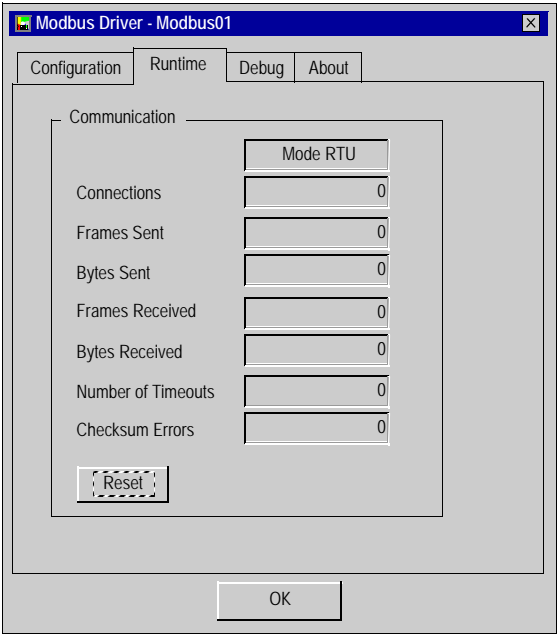 Modbus Driver - Modbus01
Configuration Runtime Debug About
Communication
Mode RTU
Connections 0
Frames Sent 0
Bytes Sent 0
Frames Received 0
Bytes Received 0
Number of Timeouts 0
Checksum Errors 0
Reset
OK